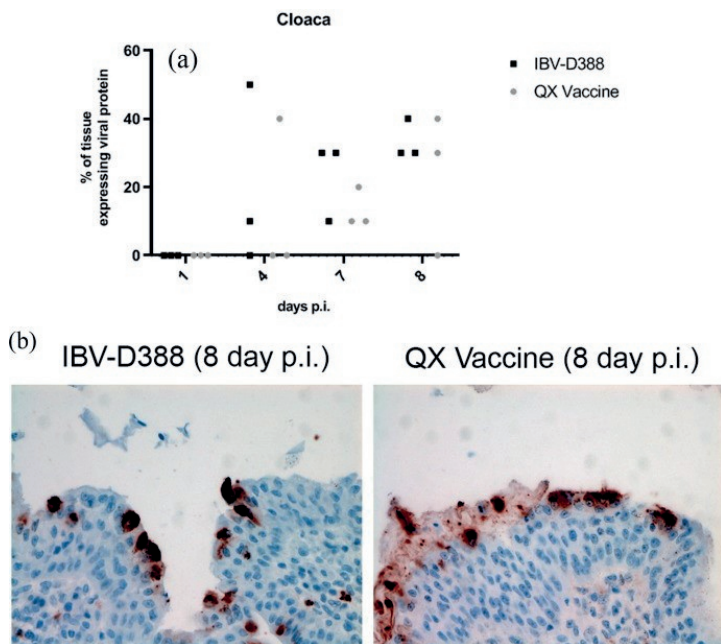 Cloaca
(a)
IBV-D388
QX Vaccine
% of tissue
expressing viral protein
60
40
20
0
1
4
7
8
days p.i.
(b)
IBV-D388 (8 day p.i.)
QX Vaccine (8 day p.i.)